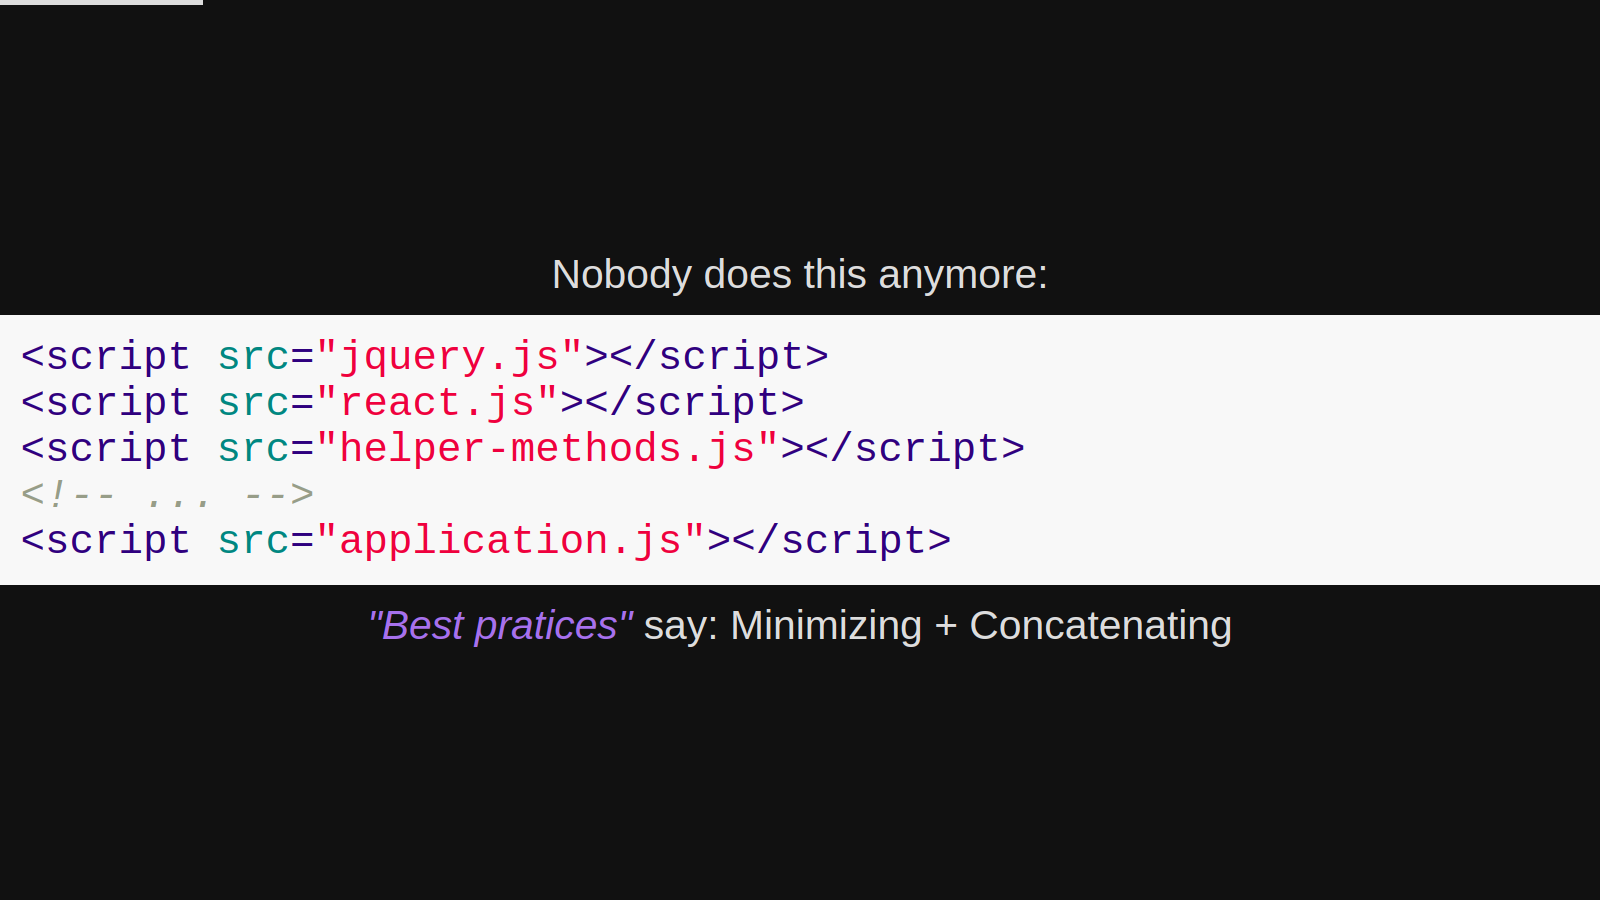 Nobody does this anymore:
<script src="jquery.js"></script>
<script src="react.js"></script>
<script src="helper-methods.js"></script>
<!-- ... -->
<script src="application.js"></script>
"Best pratices" say: Minimizing + Concatenating